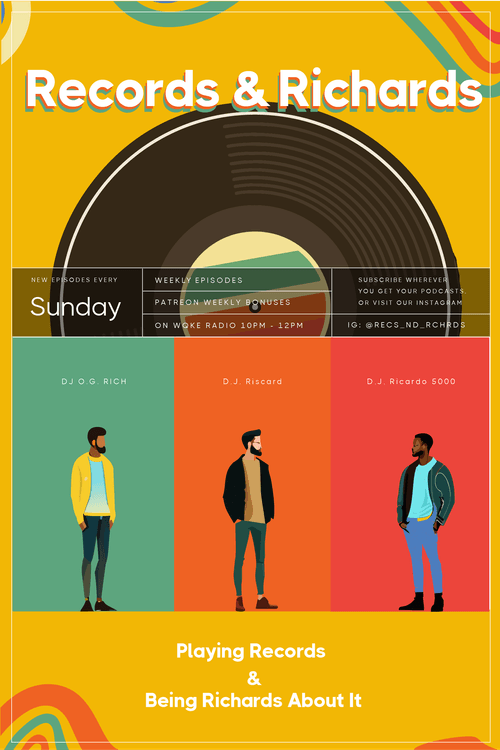 Records & Richards
NEW EPISODES EVERY
Sunday
WEEKLY EPISODES
PATREON WEEKLY BONUSES
ON WQKE RADIO 10PM - 12PM
SUBSCRIBE WHEREVER
YOU GET YOUR PODCASTS.
OR VISIT OUR INSTAGRAM
IG: @RECS_ND_RCHRDS
DJ O.G. RICH
D.J. Riscard
D.J. Ricardo 5000
Playing Records
&
Being Richards About It